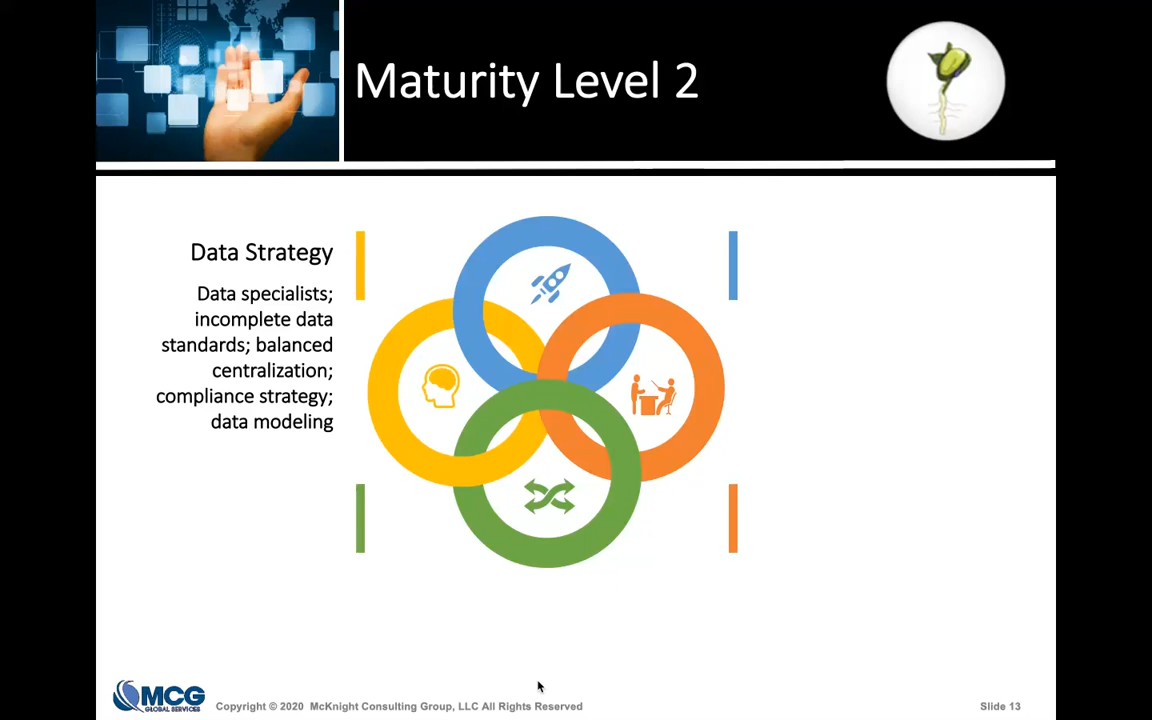 Maturity Level 2
Data Strategy
Data specialists;
incomplete data
standards; balanced
centralization;
compliance strategy;
data modeling
MCG
GLOBAL SERVICES
Copyright © 2020 McKnight Consulting Group, LLC All Rights Reserved
Slide 13